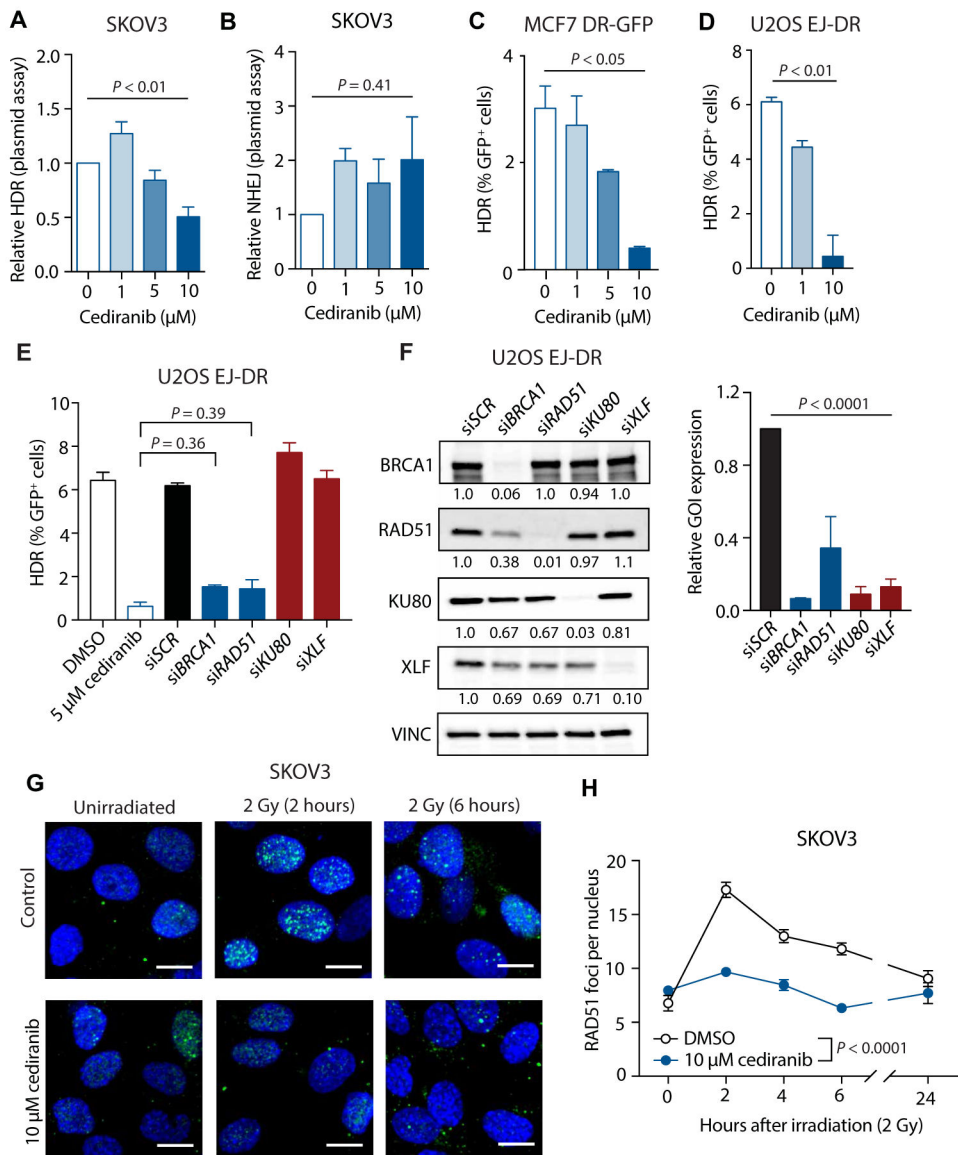 A
SKOV3
Relative HDR (plasmid assay)
P < 0.01
1.5
1.0
0.5
0.0
0 1 5 10
Cediranib (µM)
B
SKOV3
Relative NHEJ (plasmid assay)
P = 0.41
4
3
2
1
0
0 1 5 10
Cediranib (µM)
C
MCF7 DR-GFP
HDR (% GFP⁺ cells)
P < 0.05
4
2
0
0 1 5 10
Cediranib (µM)
D
U2OS EJ-DR
HDR (% GFP⁺ cells)
P < 0.01
8
6
4
2
0
0 1 10
Cediranib (µM)
E
U2OS EJ-DR
HDR (% GFP⁺ cells)
P = 0.39
P = 0.36
10
8
6
4
2
0
DMSO
5 µM cediranib
siSCR
siBRCA1
siRAD51
siKU80
siXLF
F
U2OS EJ-DR
siSCR siBRCA1 siRAD51 siKU80 siXLF
BRCA1
1.0 0.06 1.0 0.94 1.0
RAD51
1.0 0.38 0.01 0.97 1.1
KU80
1.0 0.67 0.67 0.03 0.81
XLF
1.0 0.69 0.69 0.71 0.10
VINC
Relative GOI expression
P < 0.0001
1.2
0.9
0.6
0.3
0.0
siSCR
siBRCA1
siRAD51
siKU80
siXLF
G
SKOV3
Unirradiated 2 Gy (2 hours) 2 Gy (6 hours)
Control
10 µM cediranib
H
SKOV3
RAD51 foci per nucleus
20
15
10
5
0
DMSO
10 µM cediranib
P < 0.0001
0 2 4 6 24
Hours after irradiation (2 Gy)